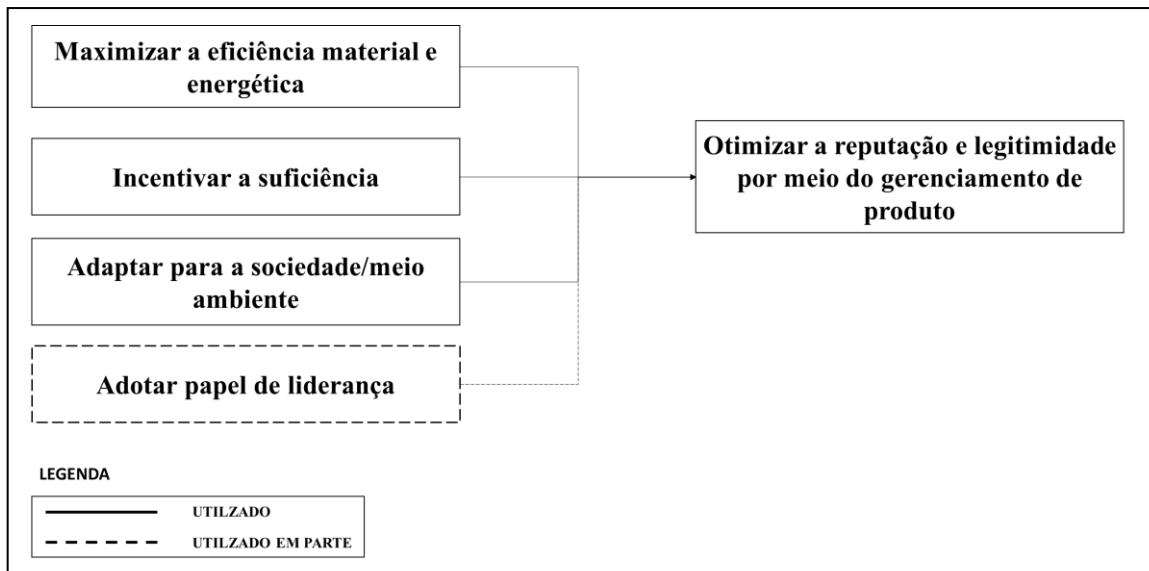 Maximizar a eficiência material e
energética
Incentivar a suficiência
Adaptar para a sociedade/meio
ambiente
Adotar papel de liderança
Otimizar a reputação e legitimidade
por meio do gerenciamento de
produto
LEGENDA
UTILZADO
UTILZADO EM PARTE